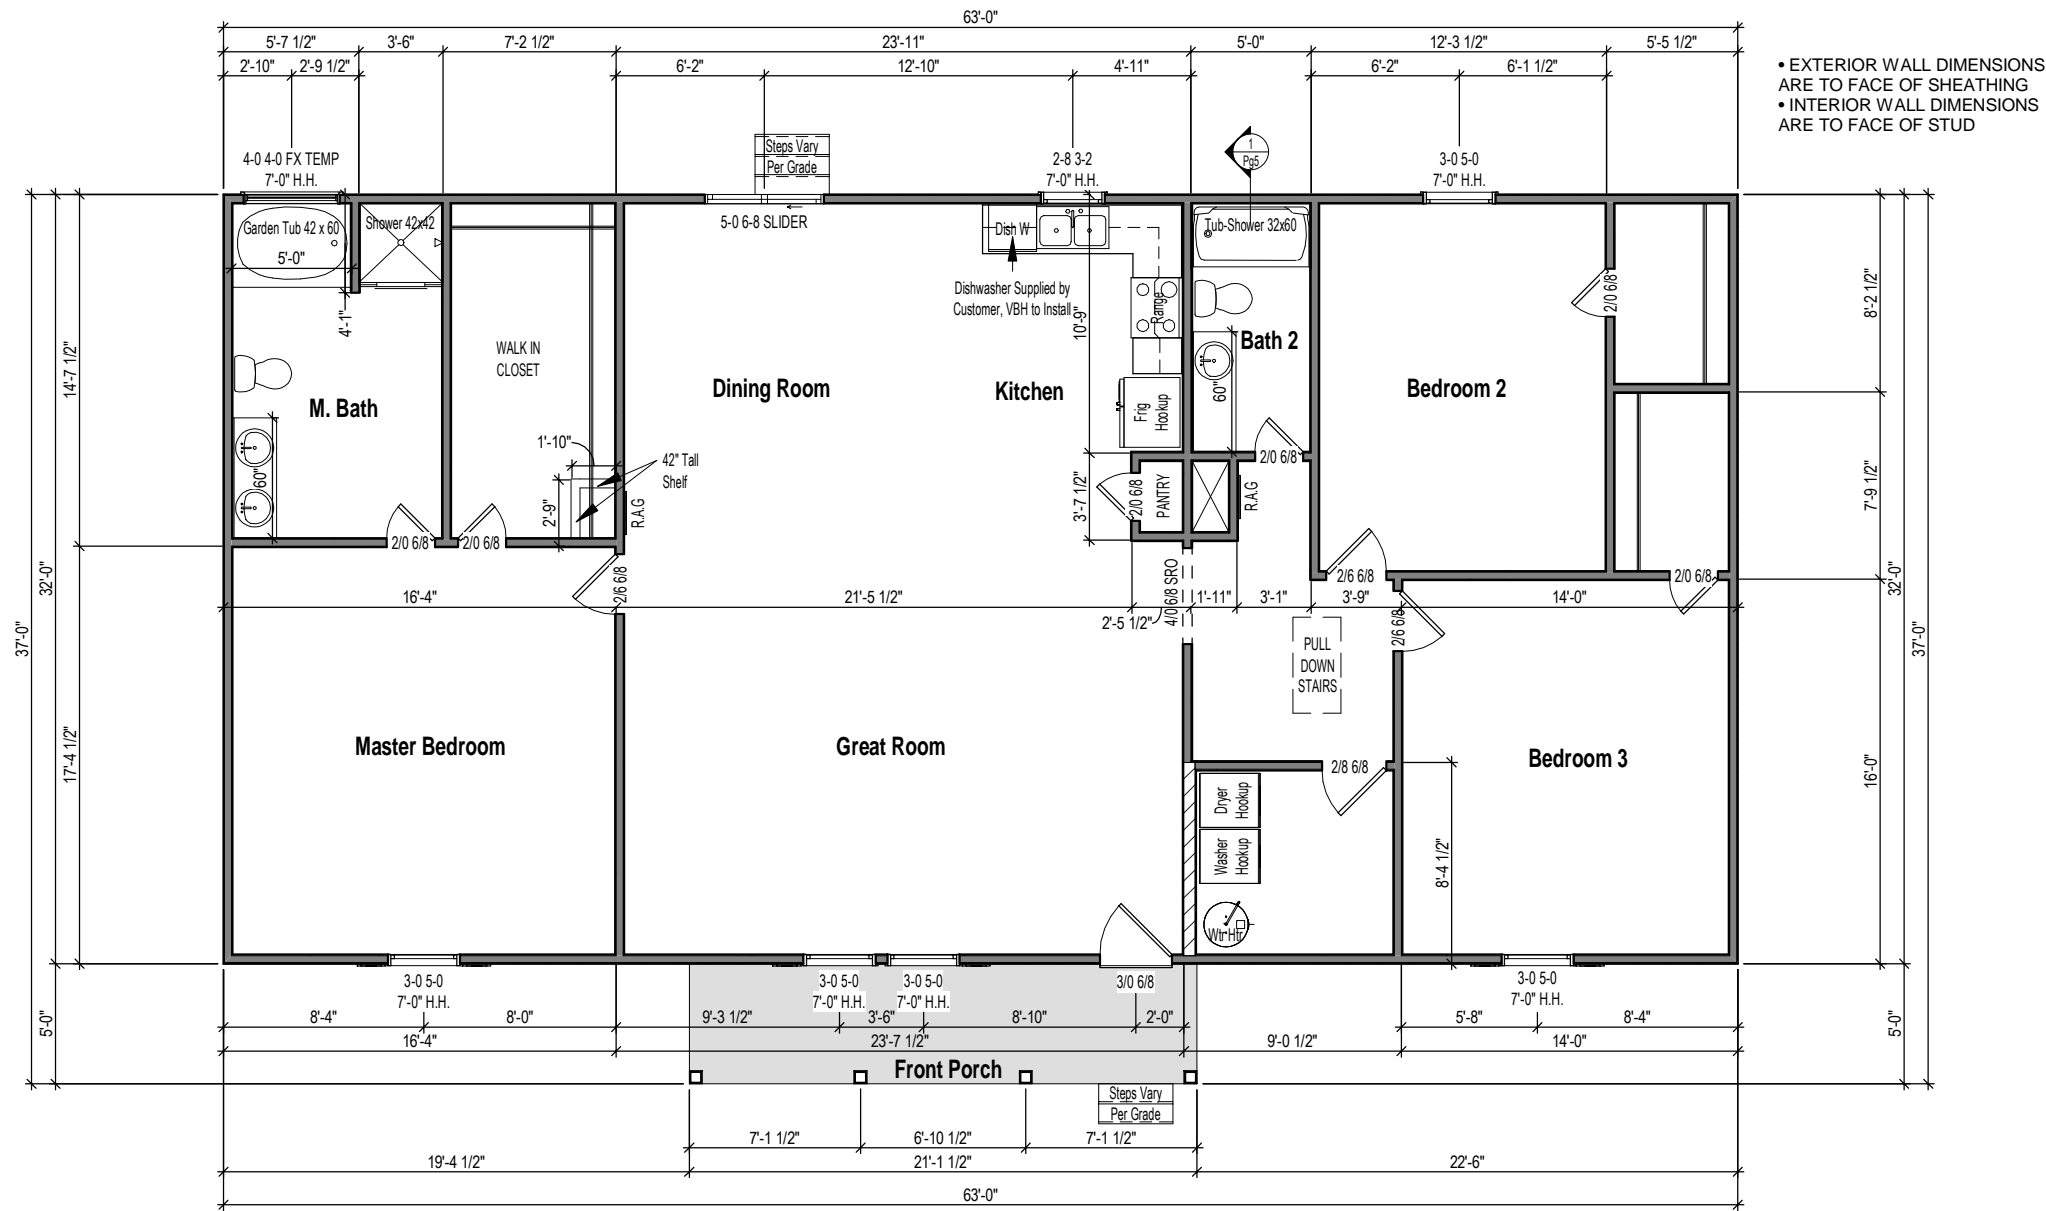 63'-0"
5'-7 1/2" 3'-6" 7'-2 1/2" 23'-11" 5'-0" 12'-3 1/2" 5'-5 1/2"
2'-10" 2'-9 1/2" 6'-2" 12'-10" 4'-11" 6'-2" 6'-1 1/2"
• EXTERIOR WALL DIMENSIONS
ARE TO FACE OF SHEATHING
• INTERIOR WALL DIMENSIONS
ARE TO FACE OF STUD
4-0 4-0 FX TEMP
7'-0" H.H.
Steps Vary
Per Grade
2-8 3-2
7'-0" H.H.
1
Pg5
3-0 5-0
7'-0" H.H.
Garden Tub 42 x 60
5'-0"
Shower 42x42
4'-1"
5-0 6-8 SLIDER
Dish W
Dishwasher Supplied by
Customer, VBH to Install
10'-9"
Range
Tub-Shower 32x60
Bath 2
60"
2/0 6/8
8'-2 1/2"
14'-7 1/2"
WALK IN
CLOSET
M. Bath
60"
Dining Room
Kitchen
Frig
Hookup
Bedroom 2
1'-10"
42" Tall
Shelf
2'-9"
R.A.G
3'-7 1/2"
2/0 6/8
PANTRY
R.A.G
2/0 6/8
7'-9 1/2"
2/0 6/8
2/0 6/8
2/6 6/8
2/6 6/8
2/0 6/8
37'-0"
32'-0"
16'-4"
21'-5 1/2"
2'-5 1/2"
4/0 6/8 SRO
1'-11"
3'-1"
3'-9"
2/6 6/8
14'-0"
32'-0"
37'-0"
PULL
DOWN
STAIRS
17'-4 1/2"
Master Bedroom
Great Room
Bedroom 3
16'-0"
2/8 6/8
Dryer
Hookup
Washer
Hookup
8'-4 1/2"
Wtr Htr
3-0 5-0
7'-0" H.H.
3-0 5-0
7'-0" H.H.
3-0 5-0
7'-0" H.H.
3/0 6/8
3-0 5-0
7'-0" H.H.
5'-0"
5'-0"
8'-4" 8'-0" 9'-3 1/2" 3'-6" 8'-10" 2'-0" 5'-8" 8'-4"
16'-4" 23'-7 1/2" 9'-0 1/2" 14'-0"
Front Porch
Steps Vary
Per Grade
7'-1 1/2" 6'-10 1/2" 7'-1 1/2"
19'-4 1/2" 21'-1 1/2" 22'-6"
63'-0"